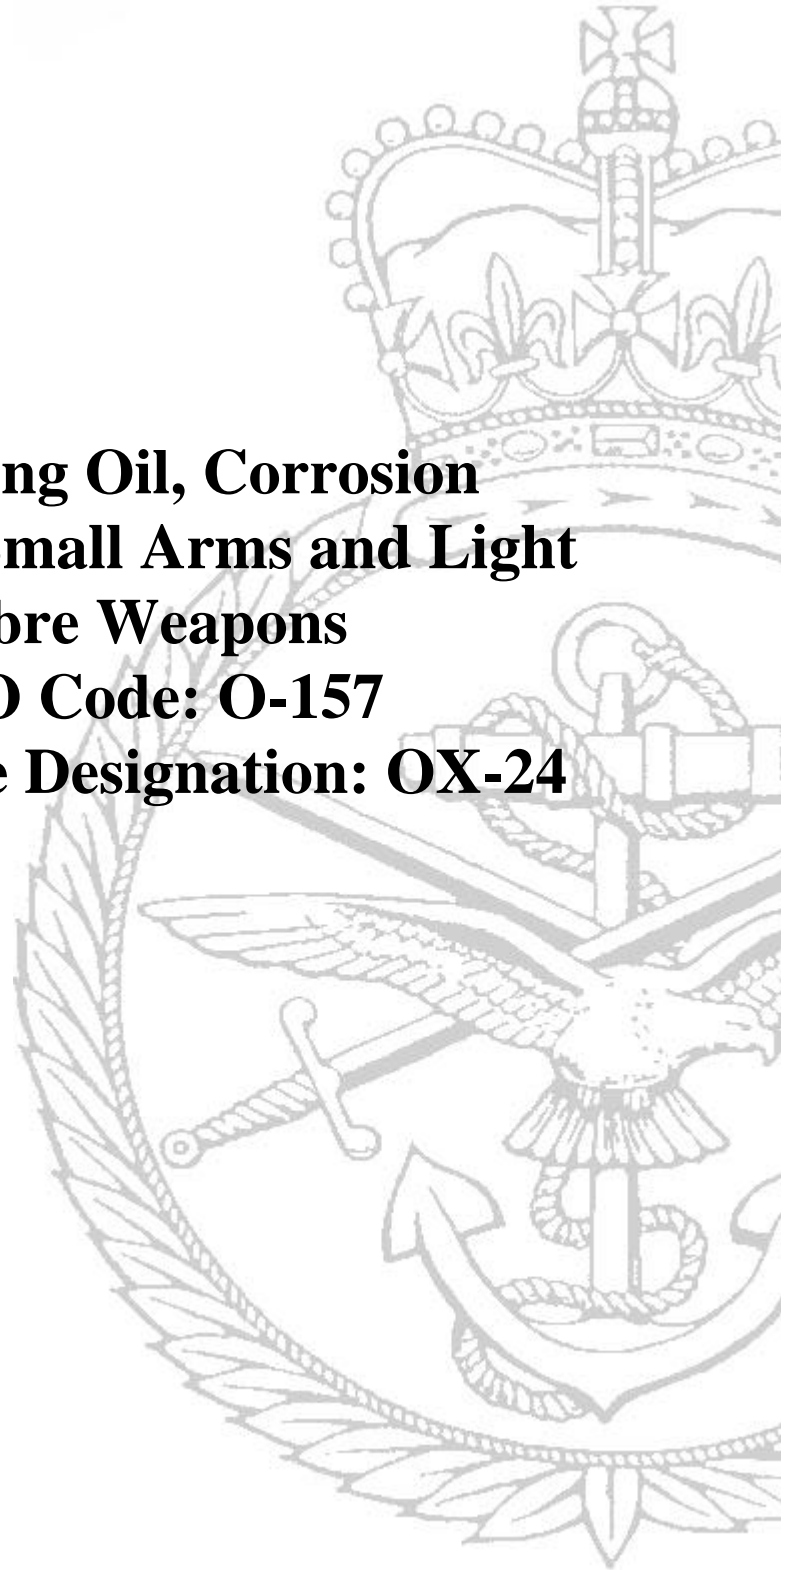 ng Oil, Corrosion
mall Arms and Light
bre Weapons
O Code: O-157
e Designation: OX-24